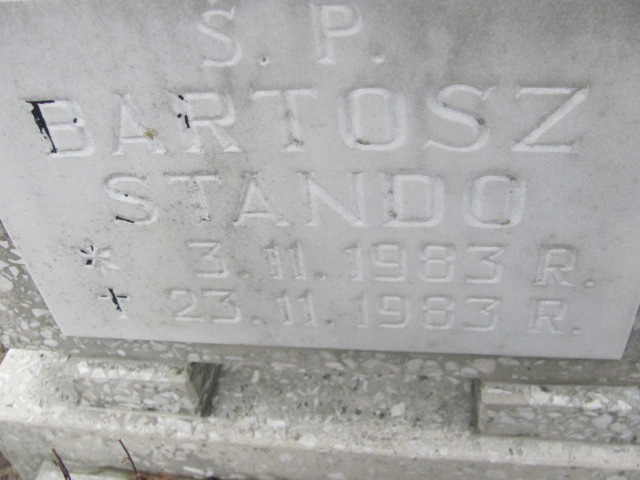 Ś. P.
BARTOSZ
STANDO
* 3.11.1983 R.
✝ 23.11.1983 R.